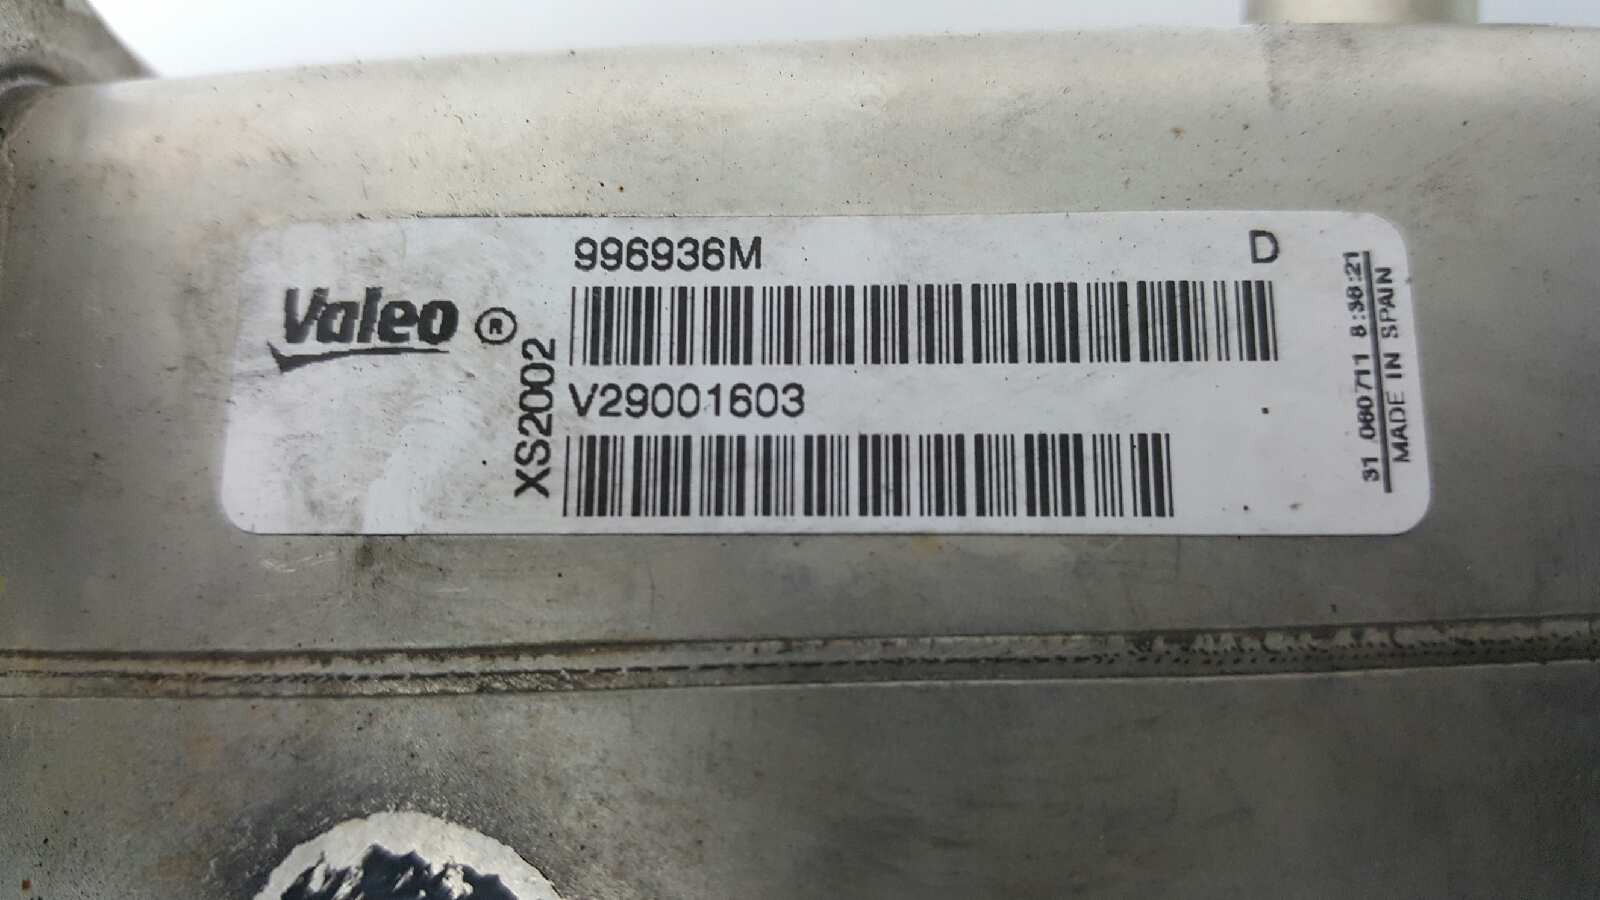 Valeo ®
XS2002
996936M D
V29001603
31 080711 8:38:21
MADE IN SPAIN